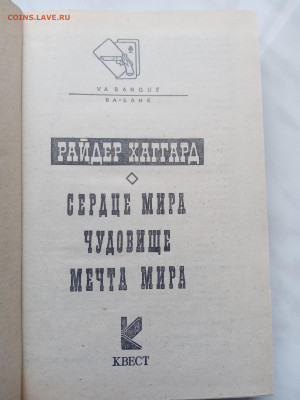 COINS.LAVE.RU
VA BANQUE
ВА-БАНК
РАЙДЕР ХАГГАРД
СЕРДЦЕ МИРА
ЧУДОВИЩЕ
МЕЧТА МИРА
КВЕСТ